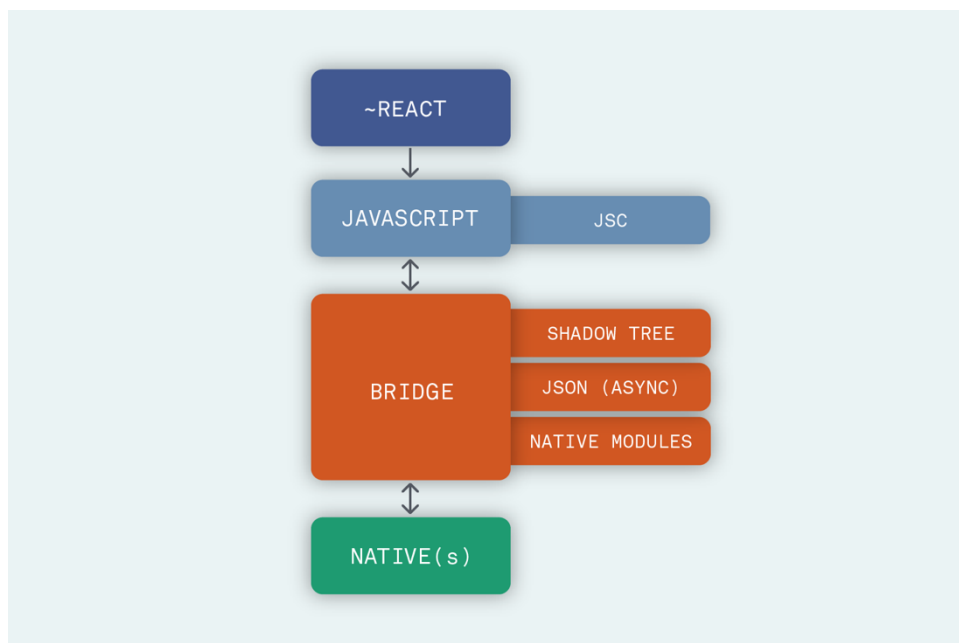 ~REACT
JAVASCRIPT
JSC
SHADOW TREE
JSON (ASYNC)
BRIDGE
NATIVE MODULES
NATIVE(s)